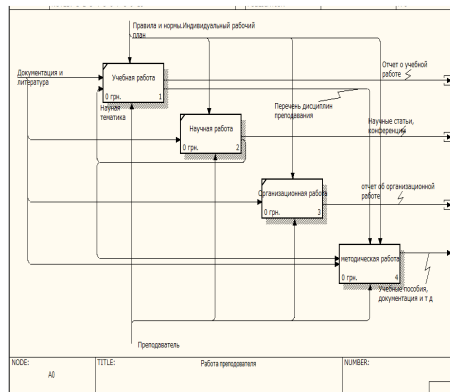 Правила и нормы.Индивидуальный рабочий
план
Документация и
литература
Учебная работа
0 грн.
1
Отчет о учебной
работе
Науная
тематика
Перечень дисциплин
преподавания
Научная работа
0 грн.
2
Научные статьи,
конференции
Организационная работа
0 грн.
3
отчет об организационной
работе
методическая работа
0 грн.
4
Учебные пособия,
документация и т д
Преподаватель
NODE:
A0
TITLE:
Работа преподователя
NUMBER: